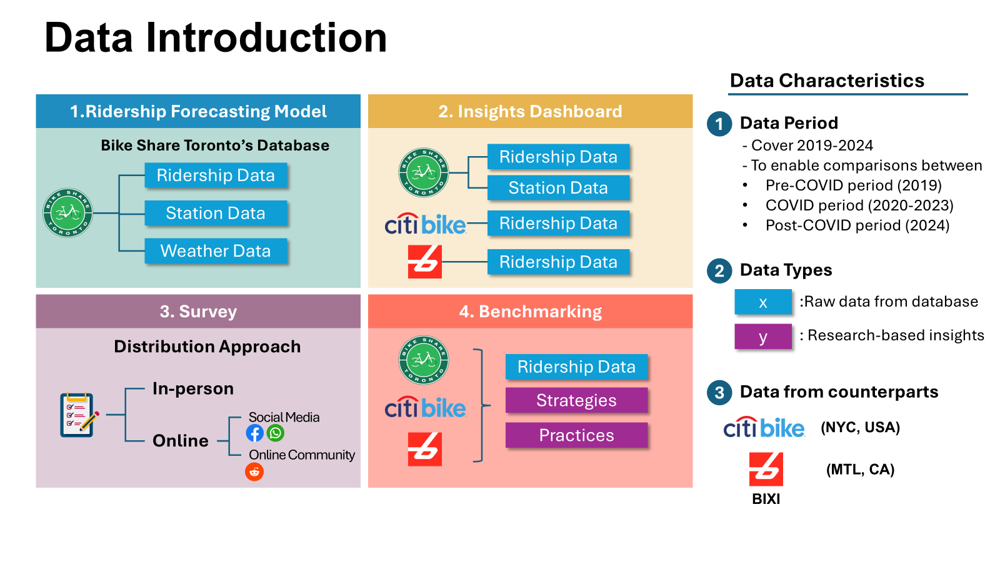 Data Introduction
1.Ridership Forecasting Model
Bike Share Toronto's Database
BIKE SHARE TORONTO
Ridership Data
Station Data
Weather Data
2. Insights Dashboard
BIKE SHARE TORONTO
Ridership Data
Station Data
citi bike
Ridership Data
Ridership Data
3. Survey
Distribution Approach
In-person
Online
Social Media
Online Community
4. Benchmarking
BIKE SHARE TORONTO
citi bike
Ridership Data
Strategies
Practices
Data Characteristics
1 Data Period
- Cover 2019-2024
- To enable comparisons between
• Pre-COVID period (2019)
• COVID period (2020-2023)
• Post-COVID period (2024)
2 Data Types
x :Raw data from database
y : Research-based insights
3 Data from counterparts
citi bike (NYC, USA)
(MTL, CA)
BIXI